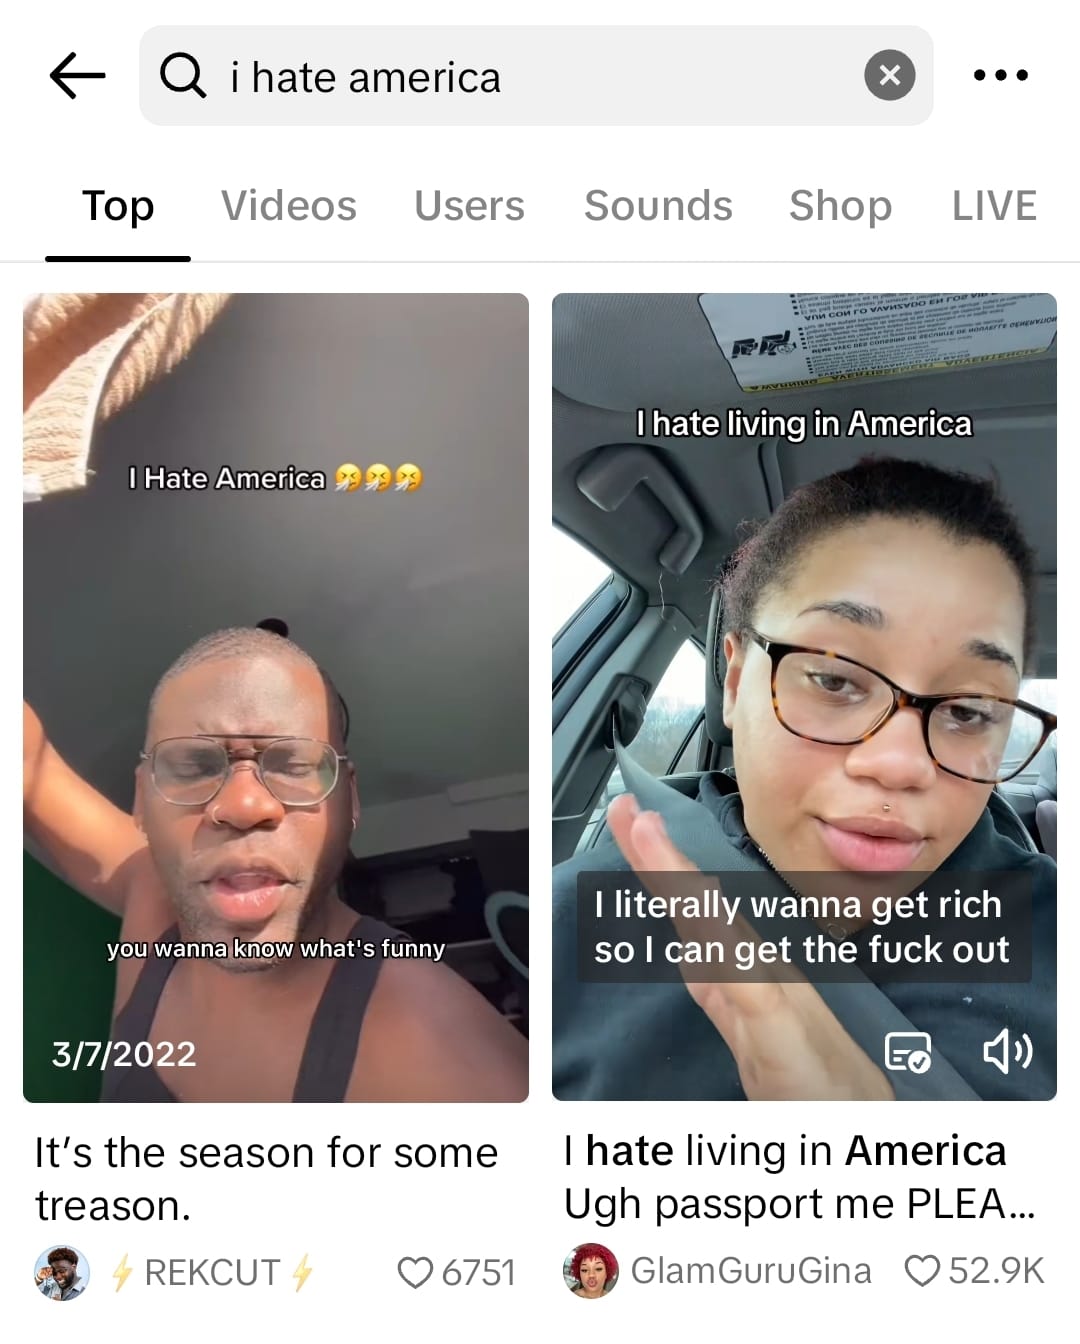 i hate america
Top Videos Users Sounds Shop LIVE
I Hate America 🤧🤧🤧
you wanna know what's funny
3/7/2022
It's the season for some
treason.
⚡ REKCUT ⚡ 6751
I hate living in America
I literally wanna get rich
so I can get the fuck out
I hate living in America
Ugh passport me PLEA...
GlamGuruGina 52.9K